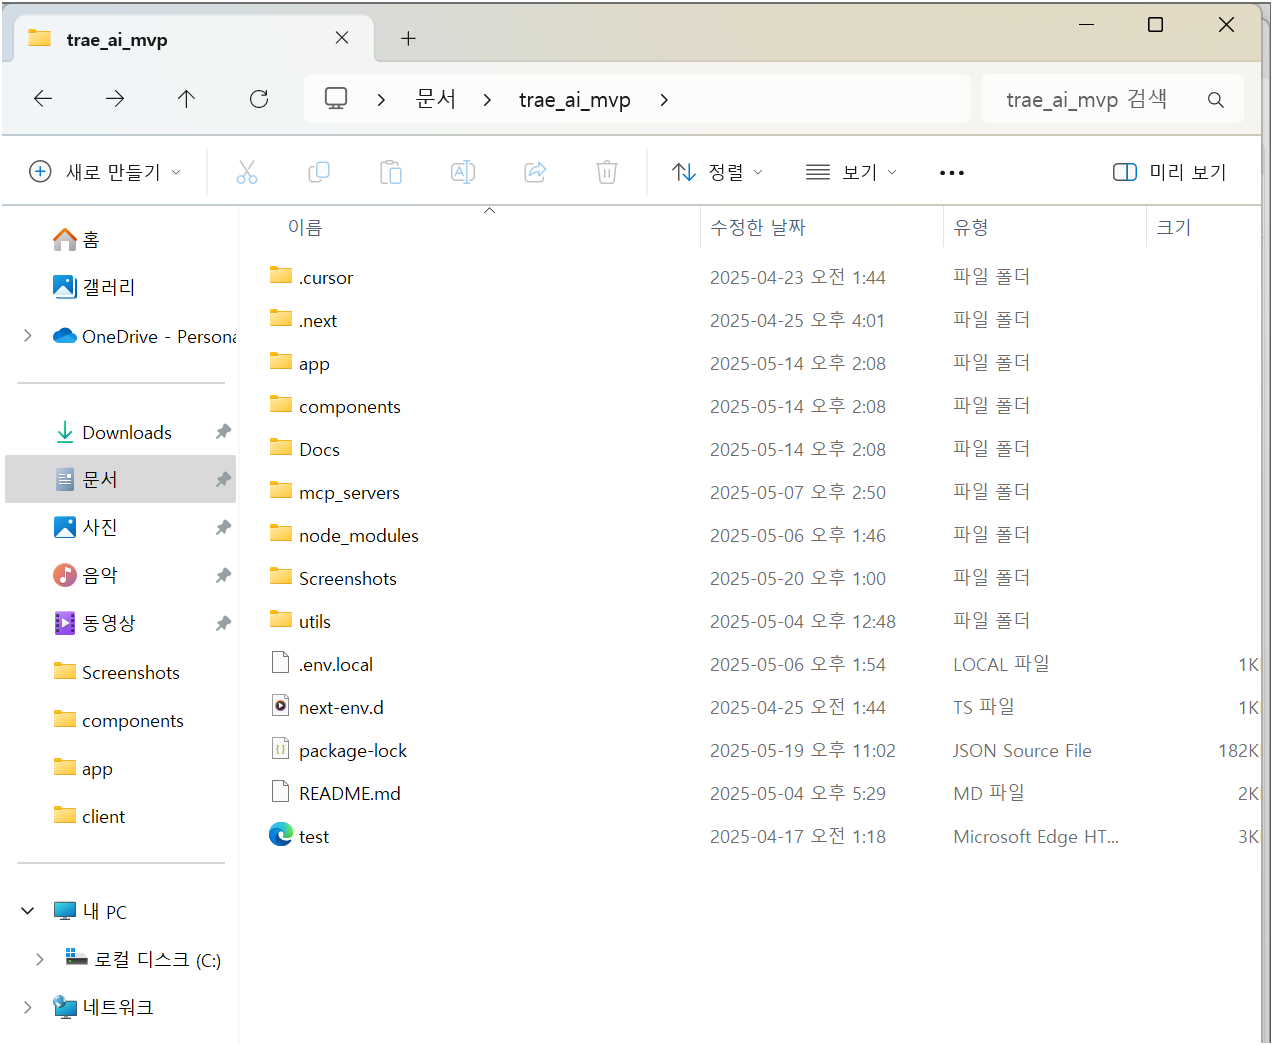 trae_ai_mvp
문서
trae_ai_mvp
trae_ai_mvp 검색
새로 만들기
정렬
보기
미리 보기
홈
갤러리
OneDrive - Persona
Downloads
문서
사진
음악
동영상
Screenshots
components
app
client
내 PC
로컬 디스크 (C:)
네트워크
이름 수정한 날짜 유형 크기
.cursor 2025-04-23 오전 1:44 파일 폴더
.next 2025-04-25 오후 4:01 파일 폴더
app 2025-05-14 오후 2:08 파일 폴더
components 2025-05-14 오후 2:08 파일 폴더
Docs 2025-05-14 오후 2:08 파일 폴더
mcp_servers 2025-05-07 오후 2:50 파일 폴더
node_modules 2025-05-06 오후 1:46 파일 폴더
Screenshots 2025-05-20 오후 1:00 파일 폴더
utils 2025-05-04 오후 12:48 파일 폴더
.env.local 2025-05-06 오후 1:54 LOCAL 파일 1K
next-env.d 2025-04-25 오전 1:44 TS 파일 1K
package-lock 2025-05-19 오후 11:02 JSON Source File 182K
README.md 2025-05-04 오후 5:29 MD 파일 2K
test 2025-04-17 오전 1:18 Microsoft Edge HT... 3K